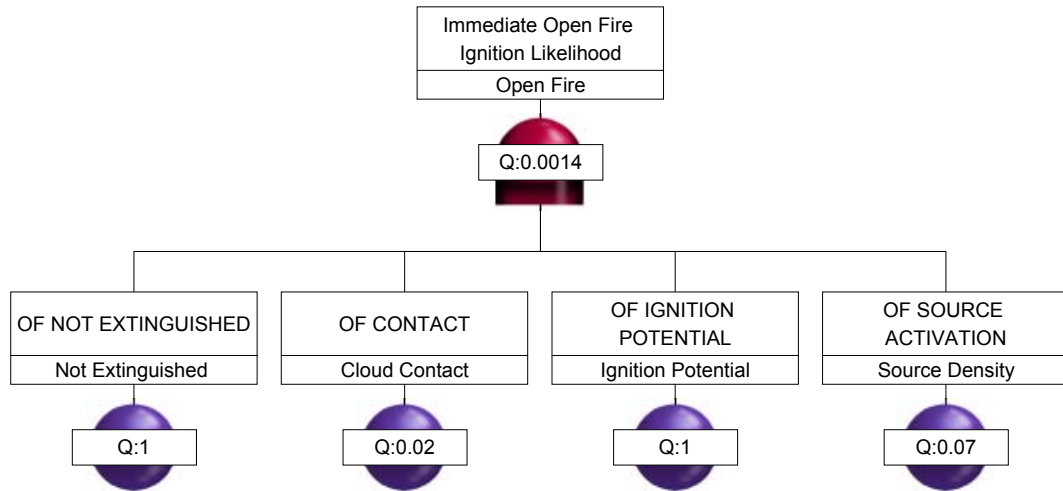 Immediate Open Fire
Ignition Likelihood
Open Fire
Q:0.0014
OF NOT EXTINGUISHED
Not Extinguished
Q:1
OF CONTACT
Cloud Contact
Q:0.02
OF IGNITION
POTENTIAL
Ignition Potential
Q:1
OF SOURCE
ACTIVATION
Source Density
Q:0.07